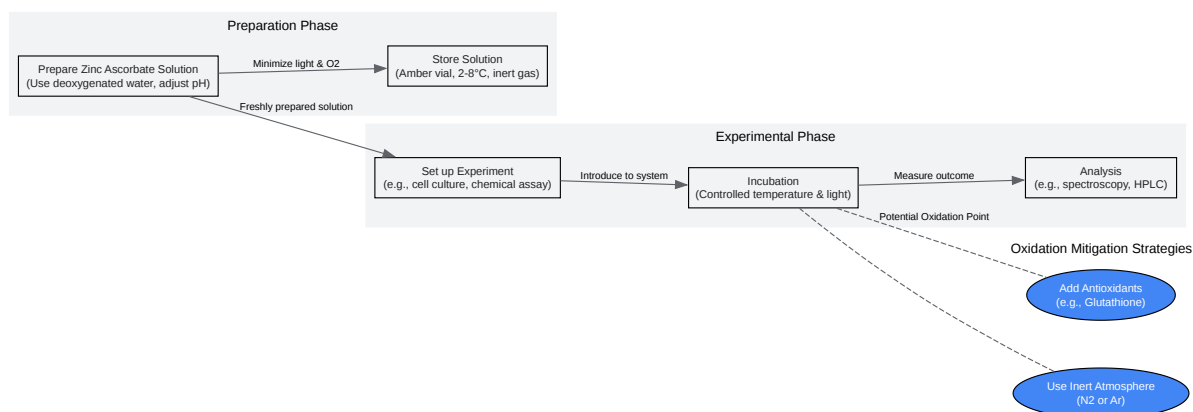 Preparation Phase
Prepare Zinc Ascorbate Solution
(Use deoxygenated water, adjust pH)
Minimize light & O2
Store Solution
(Amber vial, 2-8°C, inert gas)
Freshly prepared solution
Experimental Phase
Set up Experiment
(e.g., cell culture, chemical assay)
Introduce to system
Incubation
(Controlled temperature & light)
Measure outcome
Analysis
(e.g., spectroscopy, HPLC)
Potential Oxidation Point
Oxidation Mitigation Strategies
Add Antioxidants
(e.g., Glutathione)
Use Inert Atmosphere
(N2 or Ar)